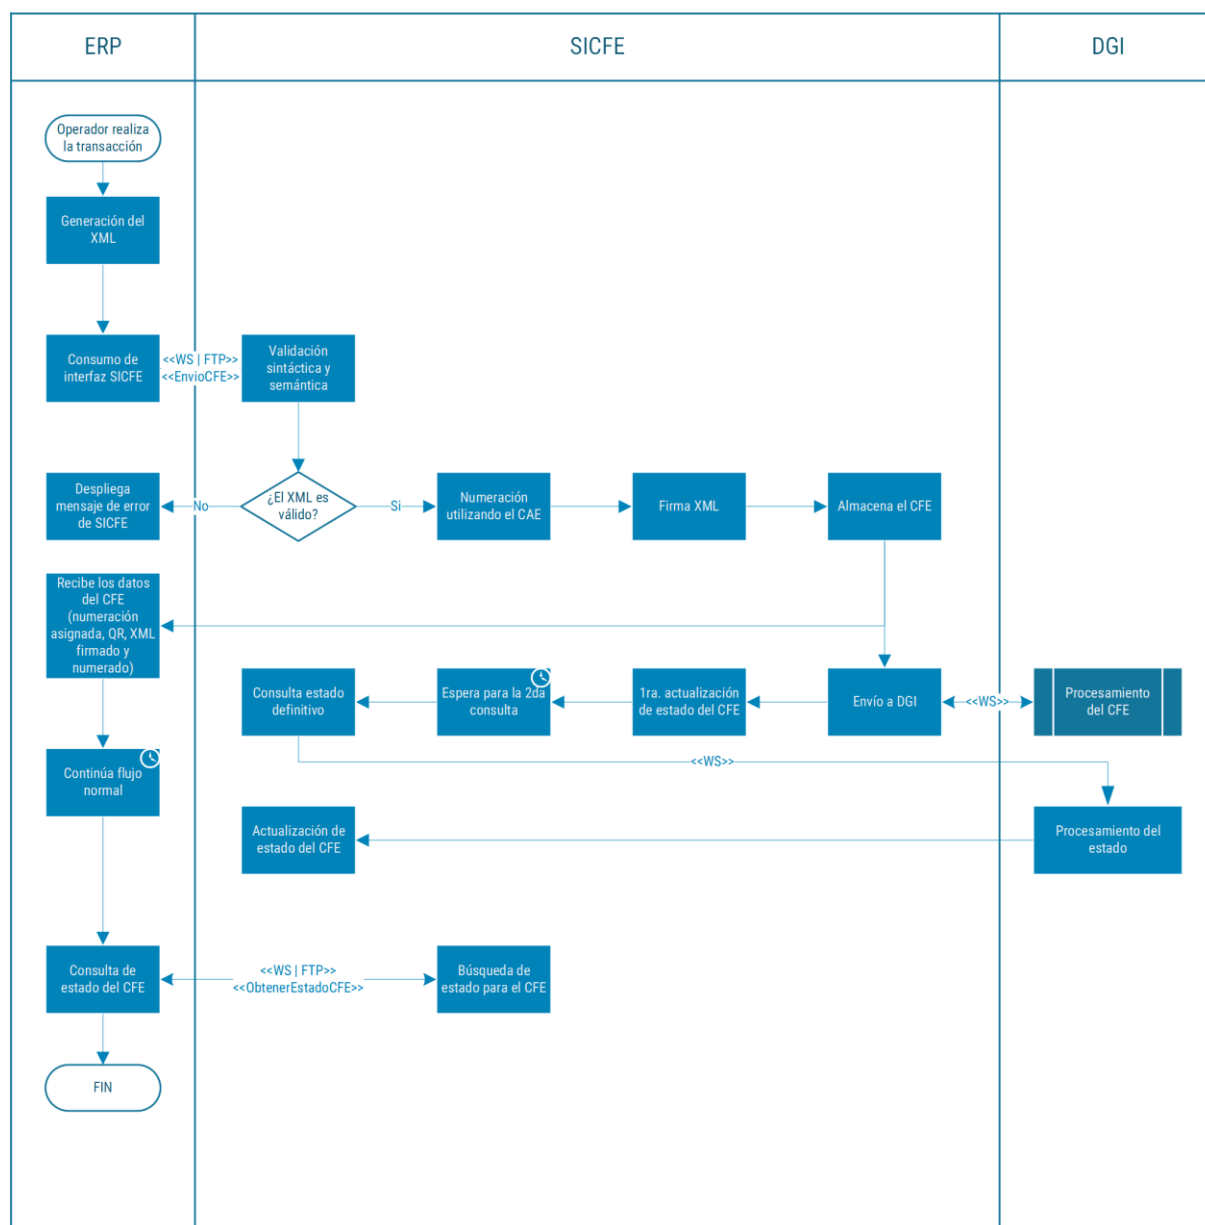 ERP
SICFE
DGI
Operador realiza
la transacción
Generación del
XML
Consumo de
interfaz SICFE
<<WS | FTP>>
<<EnvioCFE>>
Validación
sintáctica y
semántica
Despliega
mensaje de error
de SICFE
No
¿El XML es
válido?
Si
Numeración
utilizando el CAE
Firma XML
Almacena el CFE
Recibe los datos
del CFE
(numeración
asignada, QR, XML
firmado y
numerado)
Consulta estado
definitivo
Espera para la 2da
consulta
1ra. actualización
de estado del CFE
Envío a DGI
<<WS>>
Procesamiento
del CFE
Continúa flujo
normal
<<WS>>
Actualización de
estado del CFE
Procesamiento del
estado
Consulta de
estado del CFE
<<WS | FTP>>
<<ObtenerEstadoCFE>>
Búsqueda de
estado para el CFE
FIN